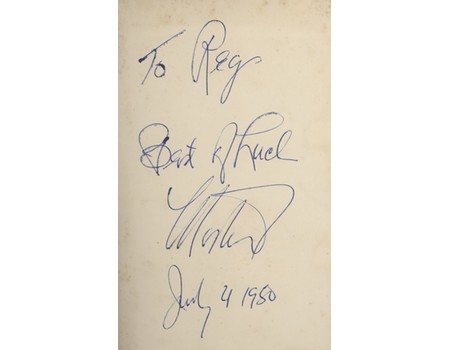 To Reg
Best of Luck
July 4 1980